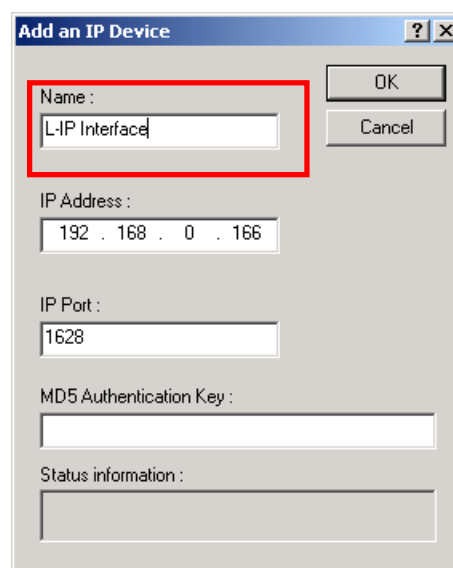 Add an IP Device
OK
Cancel
Name :
L-IP Interface
IP Address :
192 . 168 . 0 . 166
IP Port :
1628
MD5 Authentication Key :
Status information :